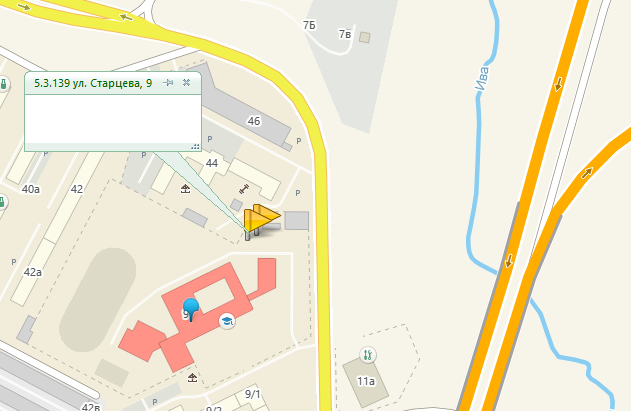 7Б
7в
Ива
5.3.139 ул. Старцева, 9
46
P
P
44
P
P
40а
42
P
42а
9
11а
9/1
P
42в
9/2